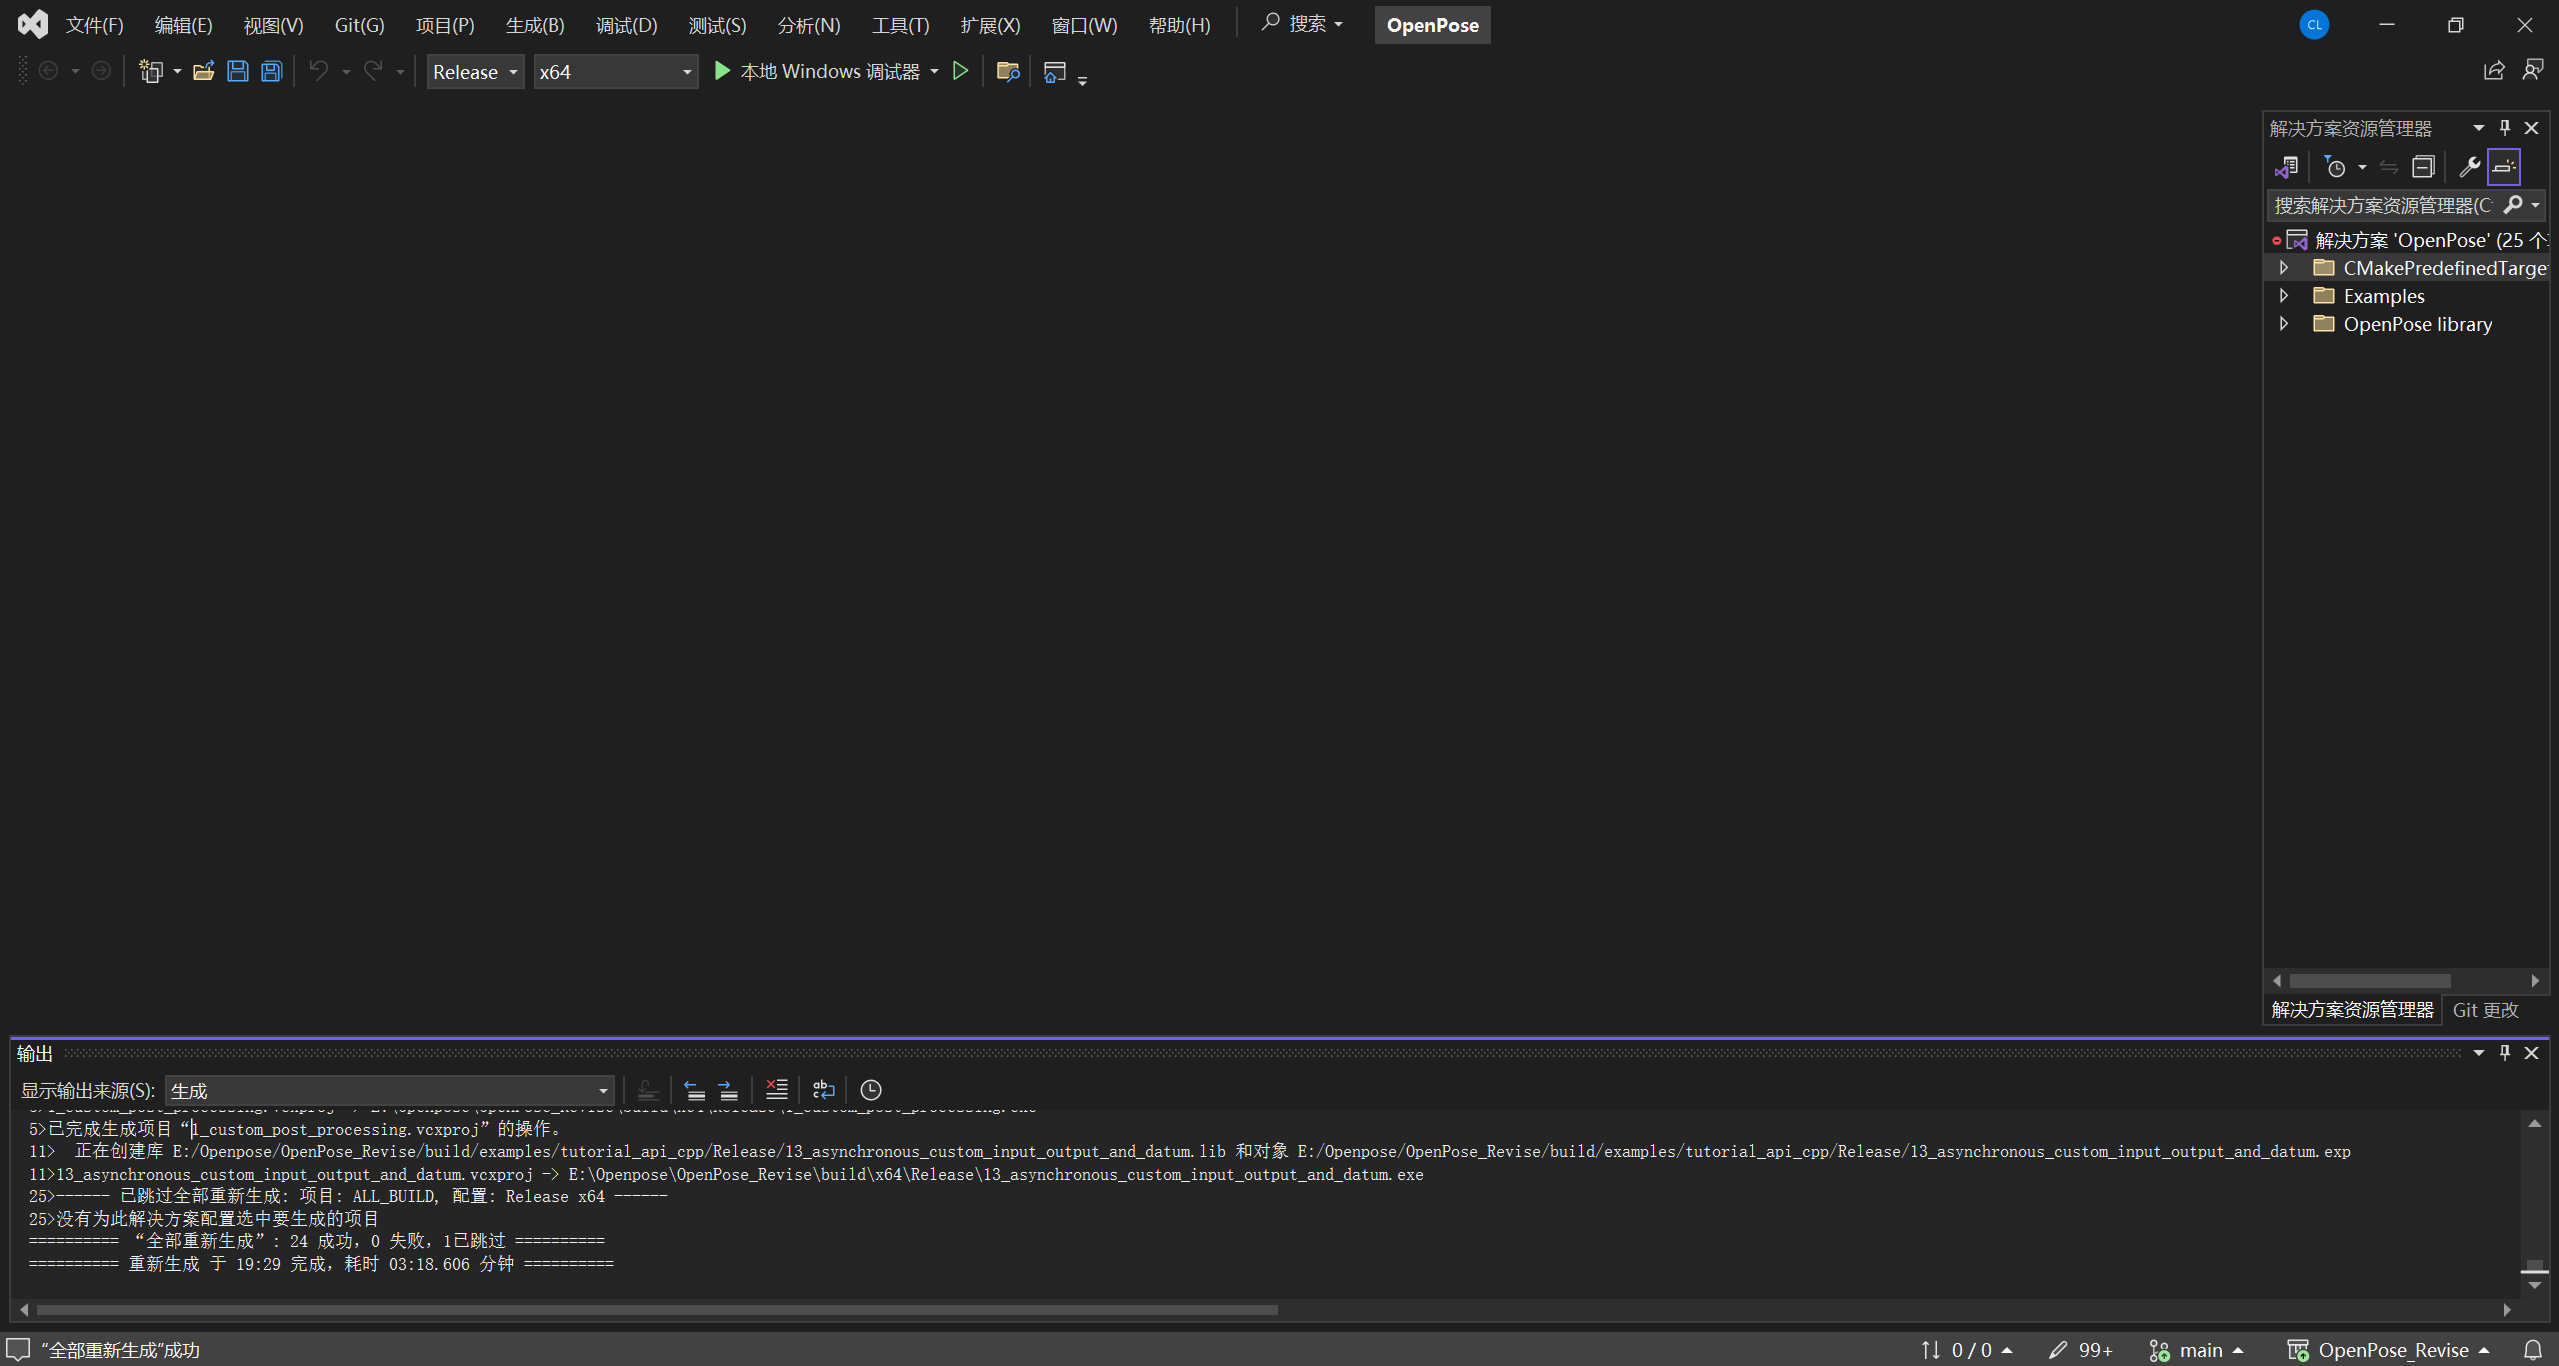 文件(F) 编辑(E) 视图(V) Git(G) 项目(P) 生成(B) 调试(D) 测试(S) 分析(N) 工具(T) 扩展(X) 窗口(W) 帮助(H) 搜索 OpenPose CL
Release x64 本地 Windows 调试器
解决方案资源管理器
搜索解决方案资源管理器(C
解决方案 'OpenPose' (25 个
CMakePredefinedTarge
Examples
OpenPose library
解决方案资源管理器 Git 更改
输出
显示输出来源(S): 生成
5>已完成生成项目“1_custom_post_processing.vcxproj”的操作。
11> 正在创建库 E:/Openpose/OpenPose_Revise/build/examples/tutorial_api_cpp/Release/13_asynchronous_custom_input_output_and_datum.lib 和对象 E:/Openpose/OpenPose_Revise/build/examples/tutorial_api_cpp/Release/13_asynchronous_custom_input_output_and_datum.exp
11>13_asynchronous_custom_input_output_and_datum.vcxproj -> E:\Openpose\OpenPose_Revise\build\x64\Release\13_asynchronous_custom_input_output_and_datum.exe
25>------ 已跳过全部重新生成: 项目: ALL_BUILD, 配置: Release x64 ------
25>没有为此解决方案配置选中要生成的项目
========== “全部重新生成”: 24 成功，0 失败，1已跳过 ==========
========== 重新生成 于 19:29 完成，耗时 03:18.606 分钟 ==========
“全部重新生成”成功 0 / 0 99+ main OpenPose_Revise